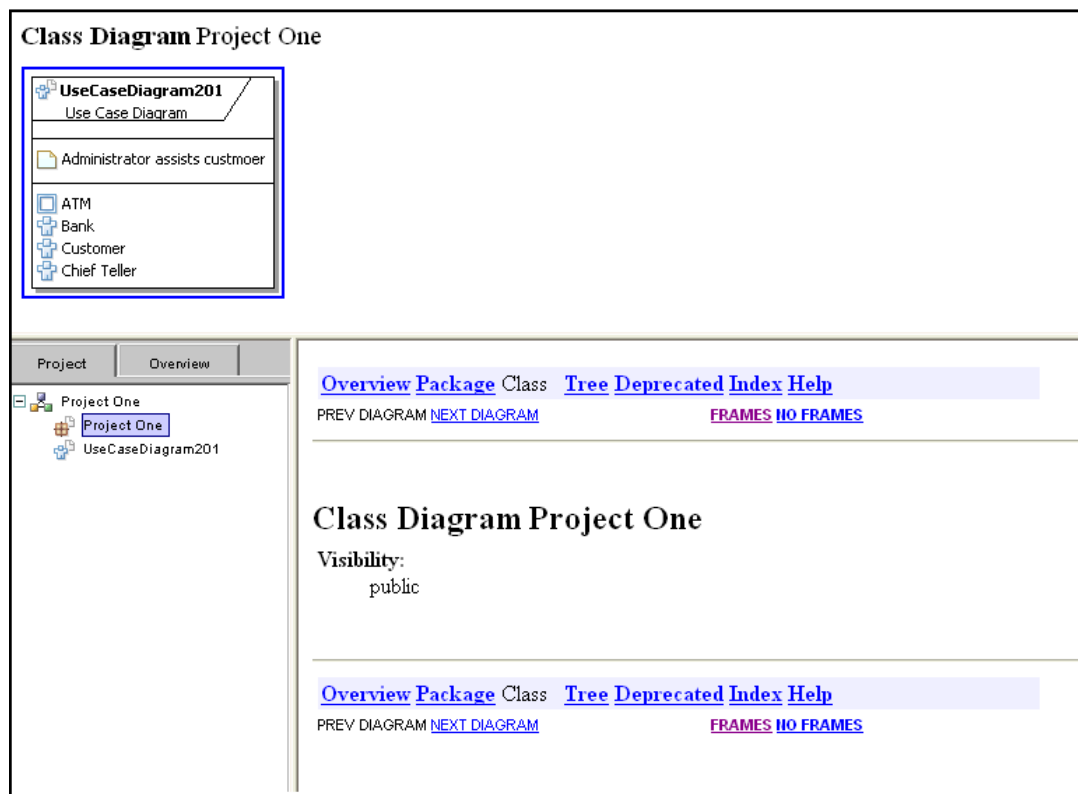 Class Diagram Project One
UseCaseDiagram201
Use Case Diagram
Administrator assists custmoer
ATM
Bank
Customer
Chief Teller
Project Overview
Project One
Project One
UseCaseDiagram201
Overview Package Class Tree Deprecated Index Help
PREV DIAGRAM NEXT DIAGRAM FRAMES NO FRAMES
Class Diagram Project One
Visibility:
public
Overview Package Class Tree Deprecated Index Help
PREV DIAGRAM NEXT DIAGRAM FRAMES NO FRAMES